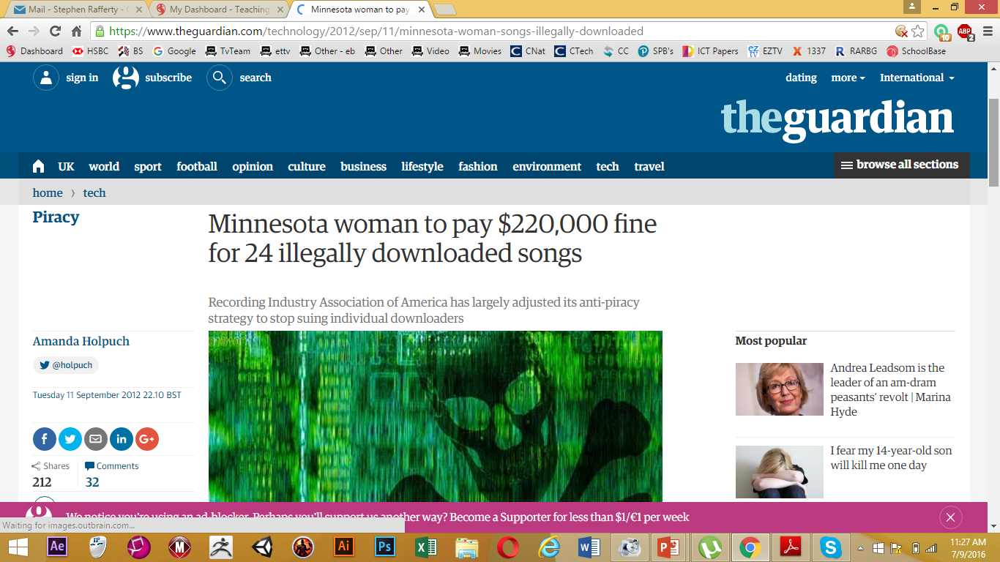 Mail - Stephen Rafferty -
My Dashboard - Teaching
Minnesota woman to pay
https://www.theguardian.com/technology/2012/sep/11/minnesota-woman-songs-illegally-downloaded
10
ABP
2
Dashboard HSBC BS Google TvTeam ettv Other - eb Other Video Movies CNat CTech CC SPB's ICT Papers EZTV 1337 RARBG SchoolBase
sign in subscribe search
dating more International
theguardian
UK world sport football opinion culture business lifestyle fashion environment tech travel
browse all sections
home › tech
Piracy
Minnesota woman to pay $220,000 fine
for 24 illegally downloaded songs
Recording Industry Association of America has largely adjusted its anti-piracy
strategy to stop suing individual downloaders
Amanda Holpuch
@holpuch
Tuesday 11 September 2012 22.10 BST
Shares
212
Comments
32
Most popular
Andrea Leadsom is the
leader of an am-dram
peasants' revolt | Marina
Hyde
I fear my 14-year-old son
will kill me one day
We notice you're using an ad-blocker. Perhaps you'll support us another way? Become a Supporter for less than $1/€1 per week
Waiting for images.outbrain.com...
Ae
IP
M
Ai
Ps
11:27 AM
7/9/2016